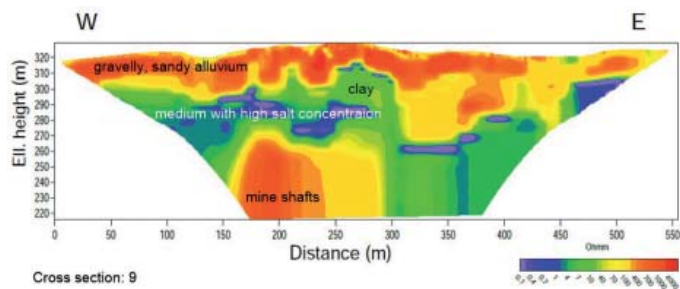 W E
Ell. height (m)
320
310
300
290
280
270
260
250
240
230
220
gravelly, sandy alluvium
clay
medium with high salt concentraion
mine shafts
0 50 100 150 200 250 300 350 400 450 500 550
Distance (m)
Ohmm
Cross section: 9